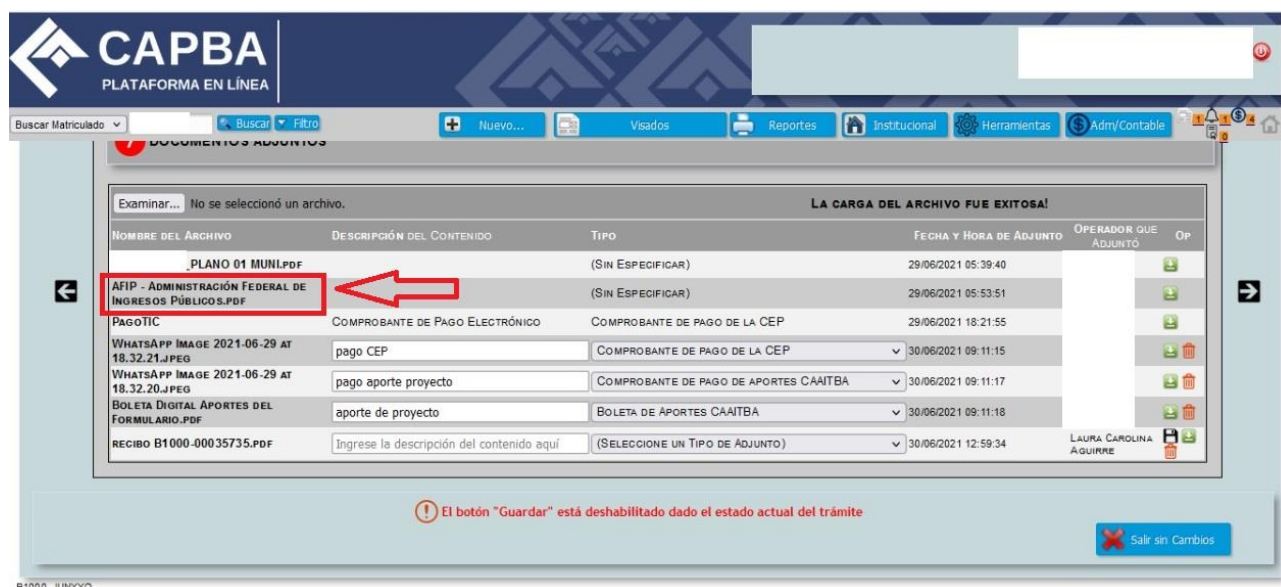 CAPBA
PLATAFORMA EN LÍNEA
Buscar Matriculado Buscar Filtro Nuevo... Visados Reportes Institucional Herramientas Adm/Contable 1 1 4 0
7 DOCUMENTOS ADJUNTOS
Examinar... No se seleccionó un archivo. LA CARGA DEL ARCHIVO FUE EXITOSA!
NOMBRE DEL ARCHIVO DESCRIPCIÓN DEL CONTENIDO TIPO FECHA Y HORA DE ADJUNTO OPERADOR QUE ADJUNTÓ OP
_PLANO 01 MUNI.PDF (SIN ESPECIFICAR) 29/06/2021 05:39:40
AFIP - ADMINISTRACIÓN FEDERAL DE
INGRESOS PÚBLICOS.PDF (SIN ESPECIFICAR) 29/06/2021 05:53:51
PAGOTIC COMPROBANTE DE PAGO ELECTRÓNICO COMPROBANTE DE PAGO DE LA CEP 29/06/2021 18:21:55
WHATSAPP IMAGE 2021-06-29 AT
18.32.21.JPEG pago CEP COMPROBANTE DE PAGO DE LA CEP 30/06/2021 09:11:15
WHATSAPP IMAGE 2021-06-29 AT
18.32.20.JPEG pago aporte proyecto COMPROBANTE DE PAGO DE APORTES CAAITBA 30/06/2021 09:11:17
BOLETA DIGITAL APORTES DEL
FORMULARIO.PDF aporte de proyecto BOLETA DE APORTES CAAITBA 30/06/2021 09:11:18
RECIBO B1000-00035735.PDF Ingrese la descripción del contenido aquí (SELECCIONE UN TIPO DE ADJUNTO) 30/06/2021 12:59:34 LAURA CAROLINA
AGUIRRE
El botón "Guardar" está deshabilitado dado el estado actual del trámite
Salir sin Cambios